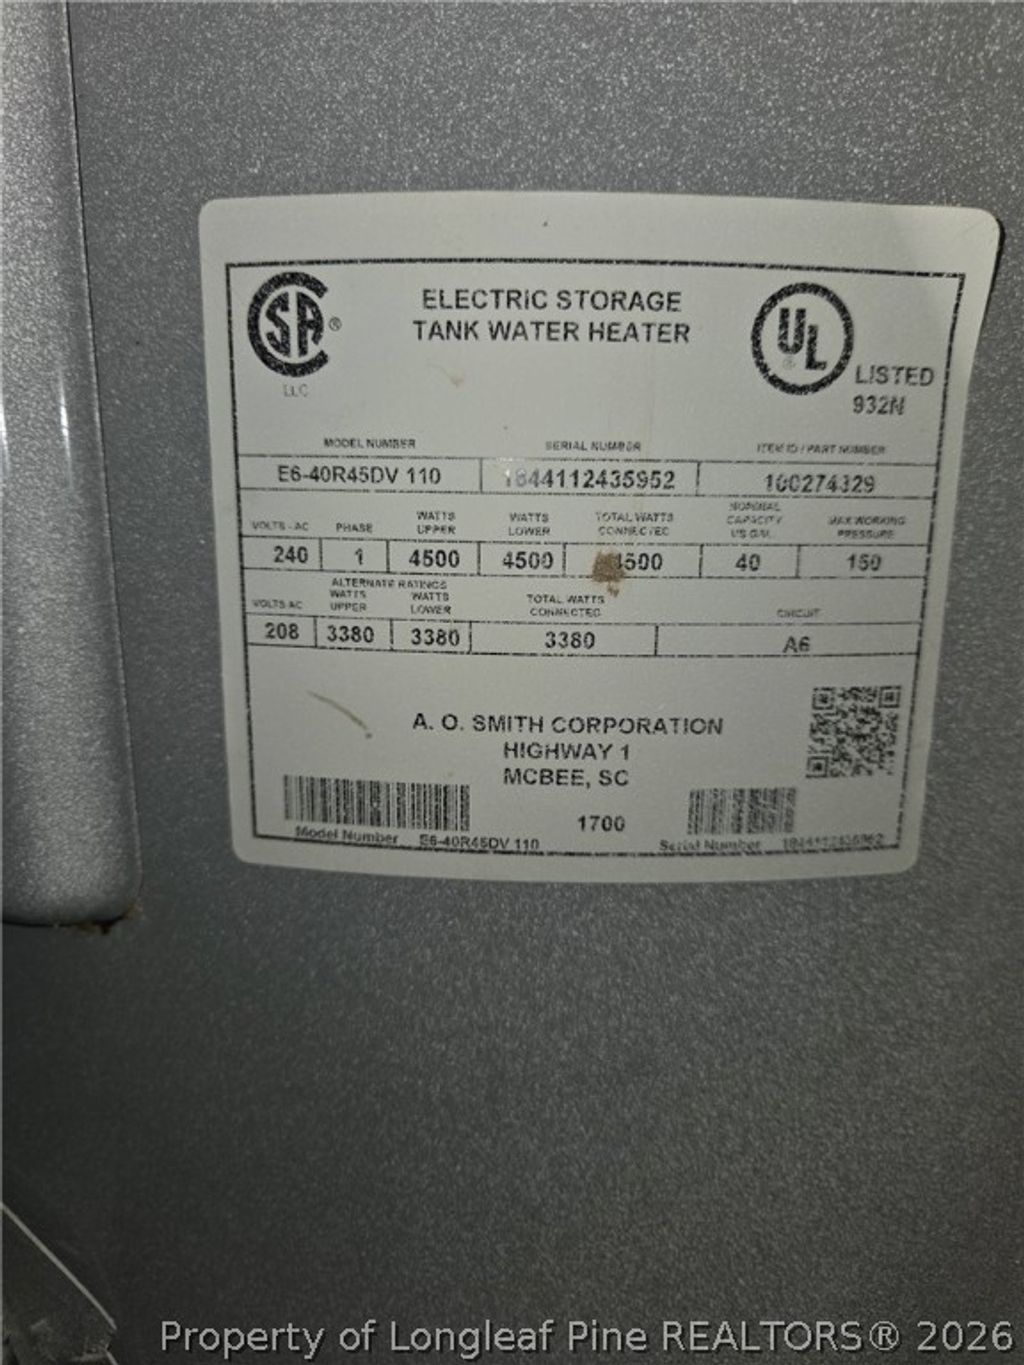 SA ®
LLC
ELECTRIC STORAGE
TANK WATER HEATER
UL
®
LISTED
932N
MODEL NUMBER SERIAL NUMBER ITEM ID / PART NUMBER
E6-40R45DV 110 1844112435952 100274329
VOLTS - AC PHASE WATTS UPPER WATTS LOWER TOTAL WATTS CONNECTED NOMINAL CAPACITY US GAL MAX WORKING PRESSURE
240 1 4500 4500 4500 40 150
ALTERNATE RATINGS
VOLTS AC WATTS UPPER WATTS LOWER TOTAL WATTS CONNECTED CIRCUIT
208 3380 3380 3380 A6
A. O. SMITH CORPORATION
HIGHWAY 1
MCBEE, SC
1700
Model Number E6-40R45DV 110 Serial Number 1844112435952
Property of Longleaf Pine REALTORS® 2026